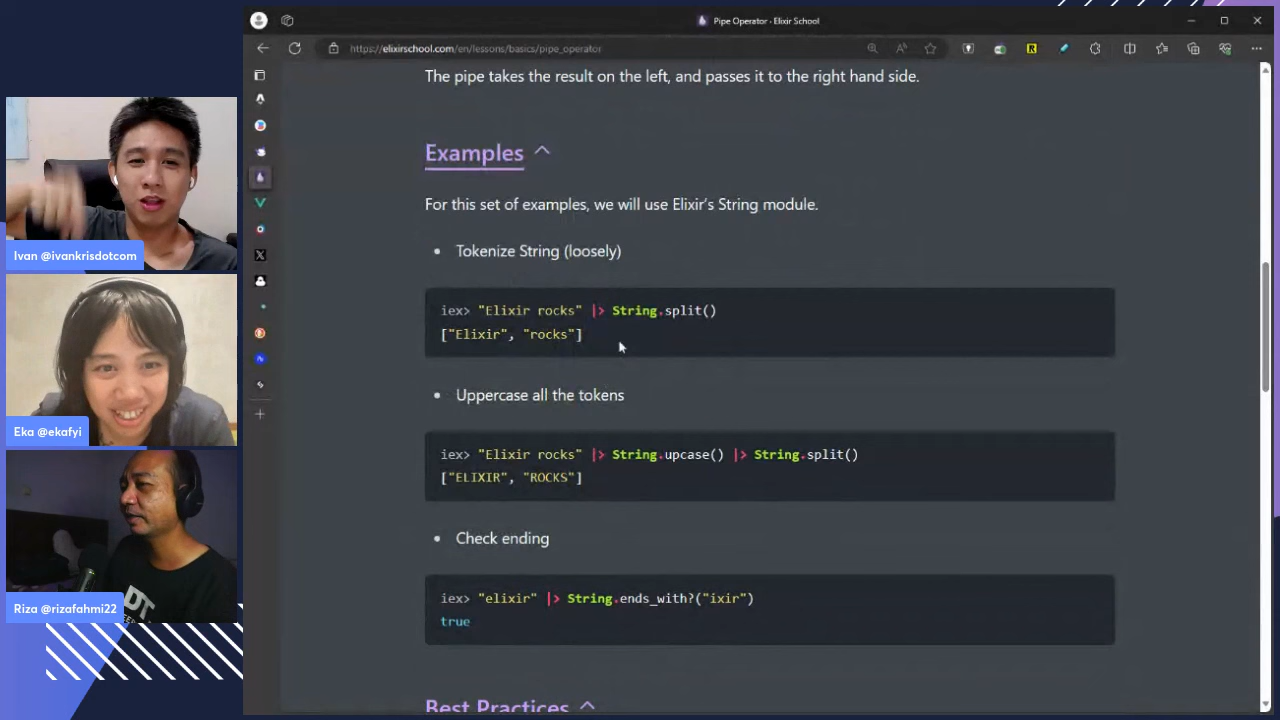 Pipe Operator · Elixir School
https://elixirschool.com/en/lessons/basics/pipe_operator
The pipe takes the result on the left, and passes it to the right hand side.
Examples
For this set of examples, we will use Elixir's String module.
Tokenize String (loosely)
iex> "Elixir rocks" |> String.split()
["Elixir", "rocks"]
Uppercase all the tokens
iex> "Elixir rocks" |> String.upcase() |> String.split()
["ELIXIR", "ROCKS"]
Check ending
iex> "elixir" |> String.ends_with?("ixir")
true
Best Practices
Ivan @ivankrisdotcom
Eka @ekafyi
Riza @rizafahmi22